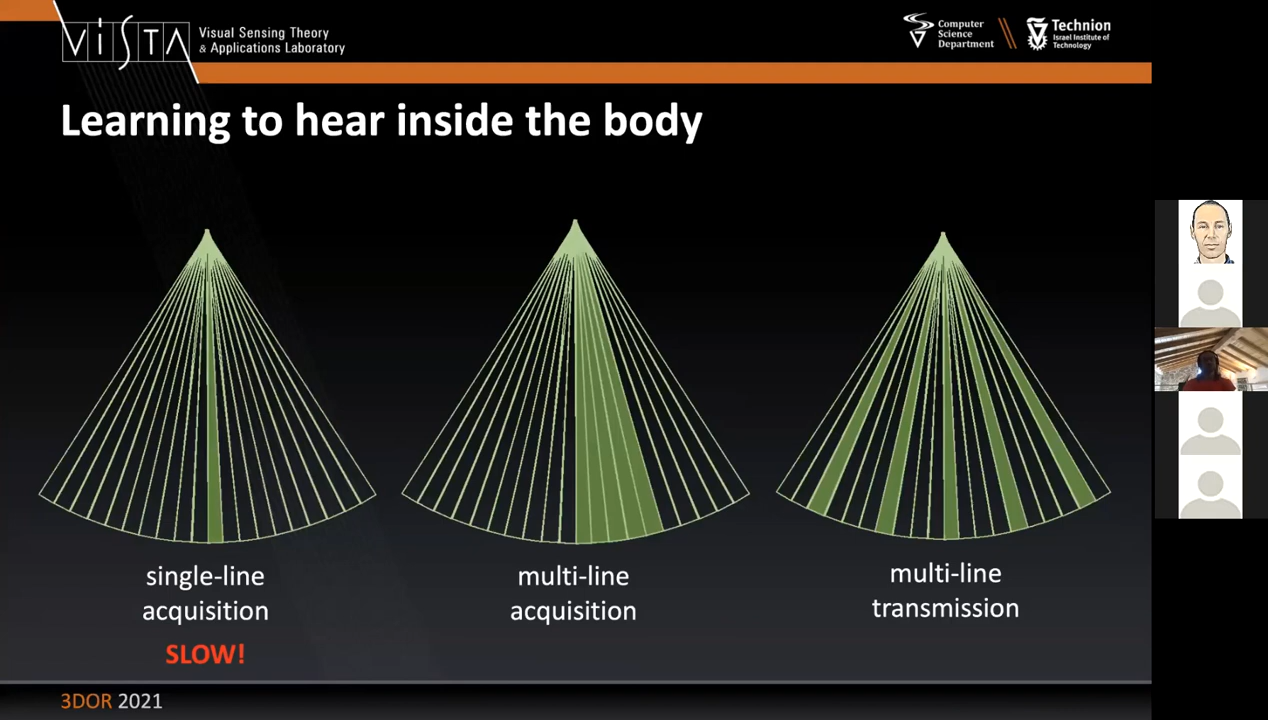 ViSTA
Visual Sensing Theory
& Applications Laboratory
Computer
Science
Department
Technion
Israel Institute of
Technology
Learning to hear inside the body
single-line
acquisition
SLOW!
multi-line
acquisition
multi-line
transmission
3DOR 2021